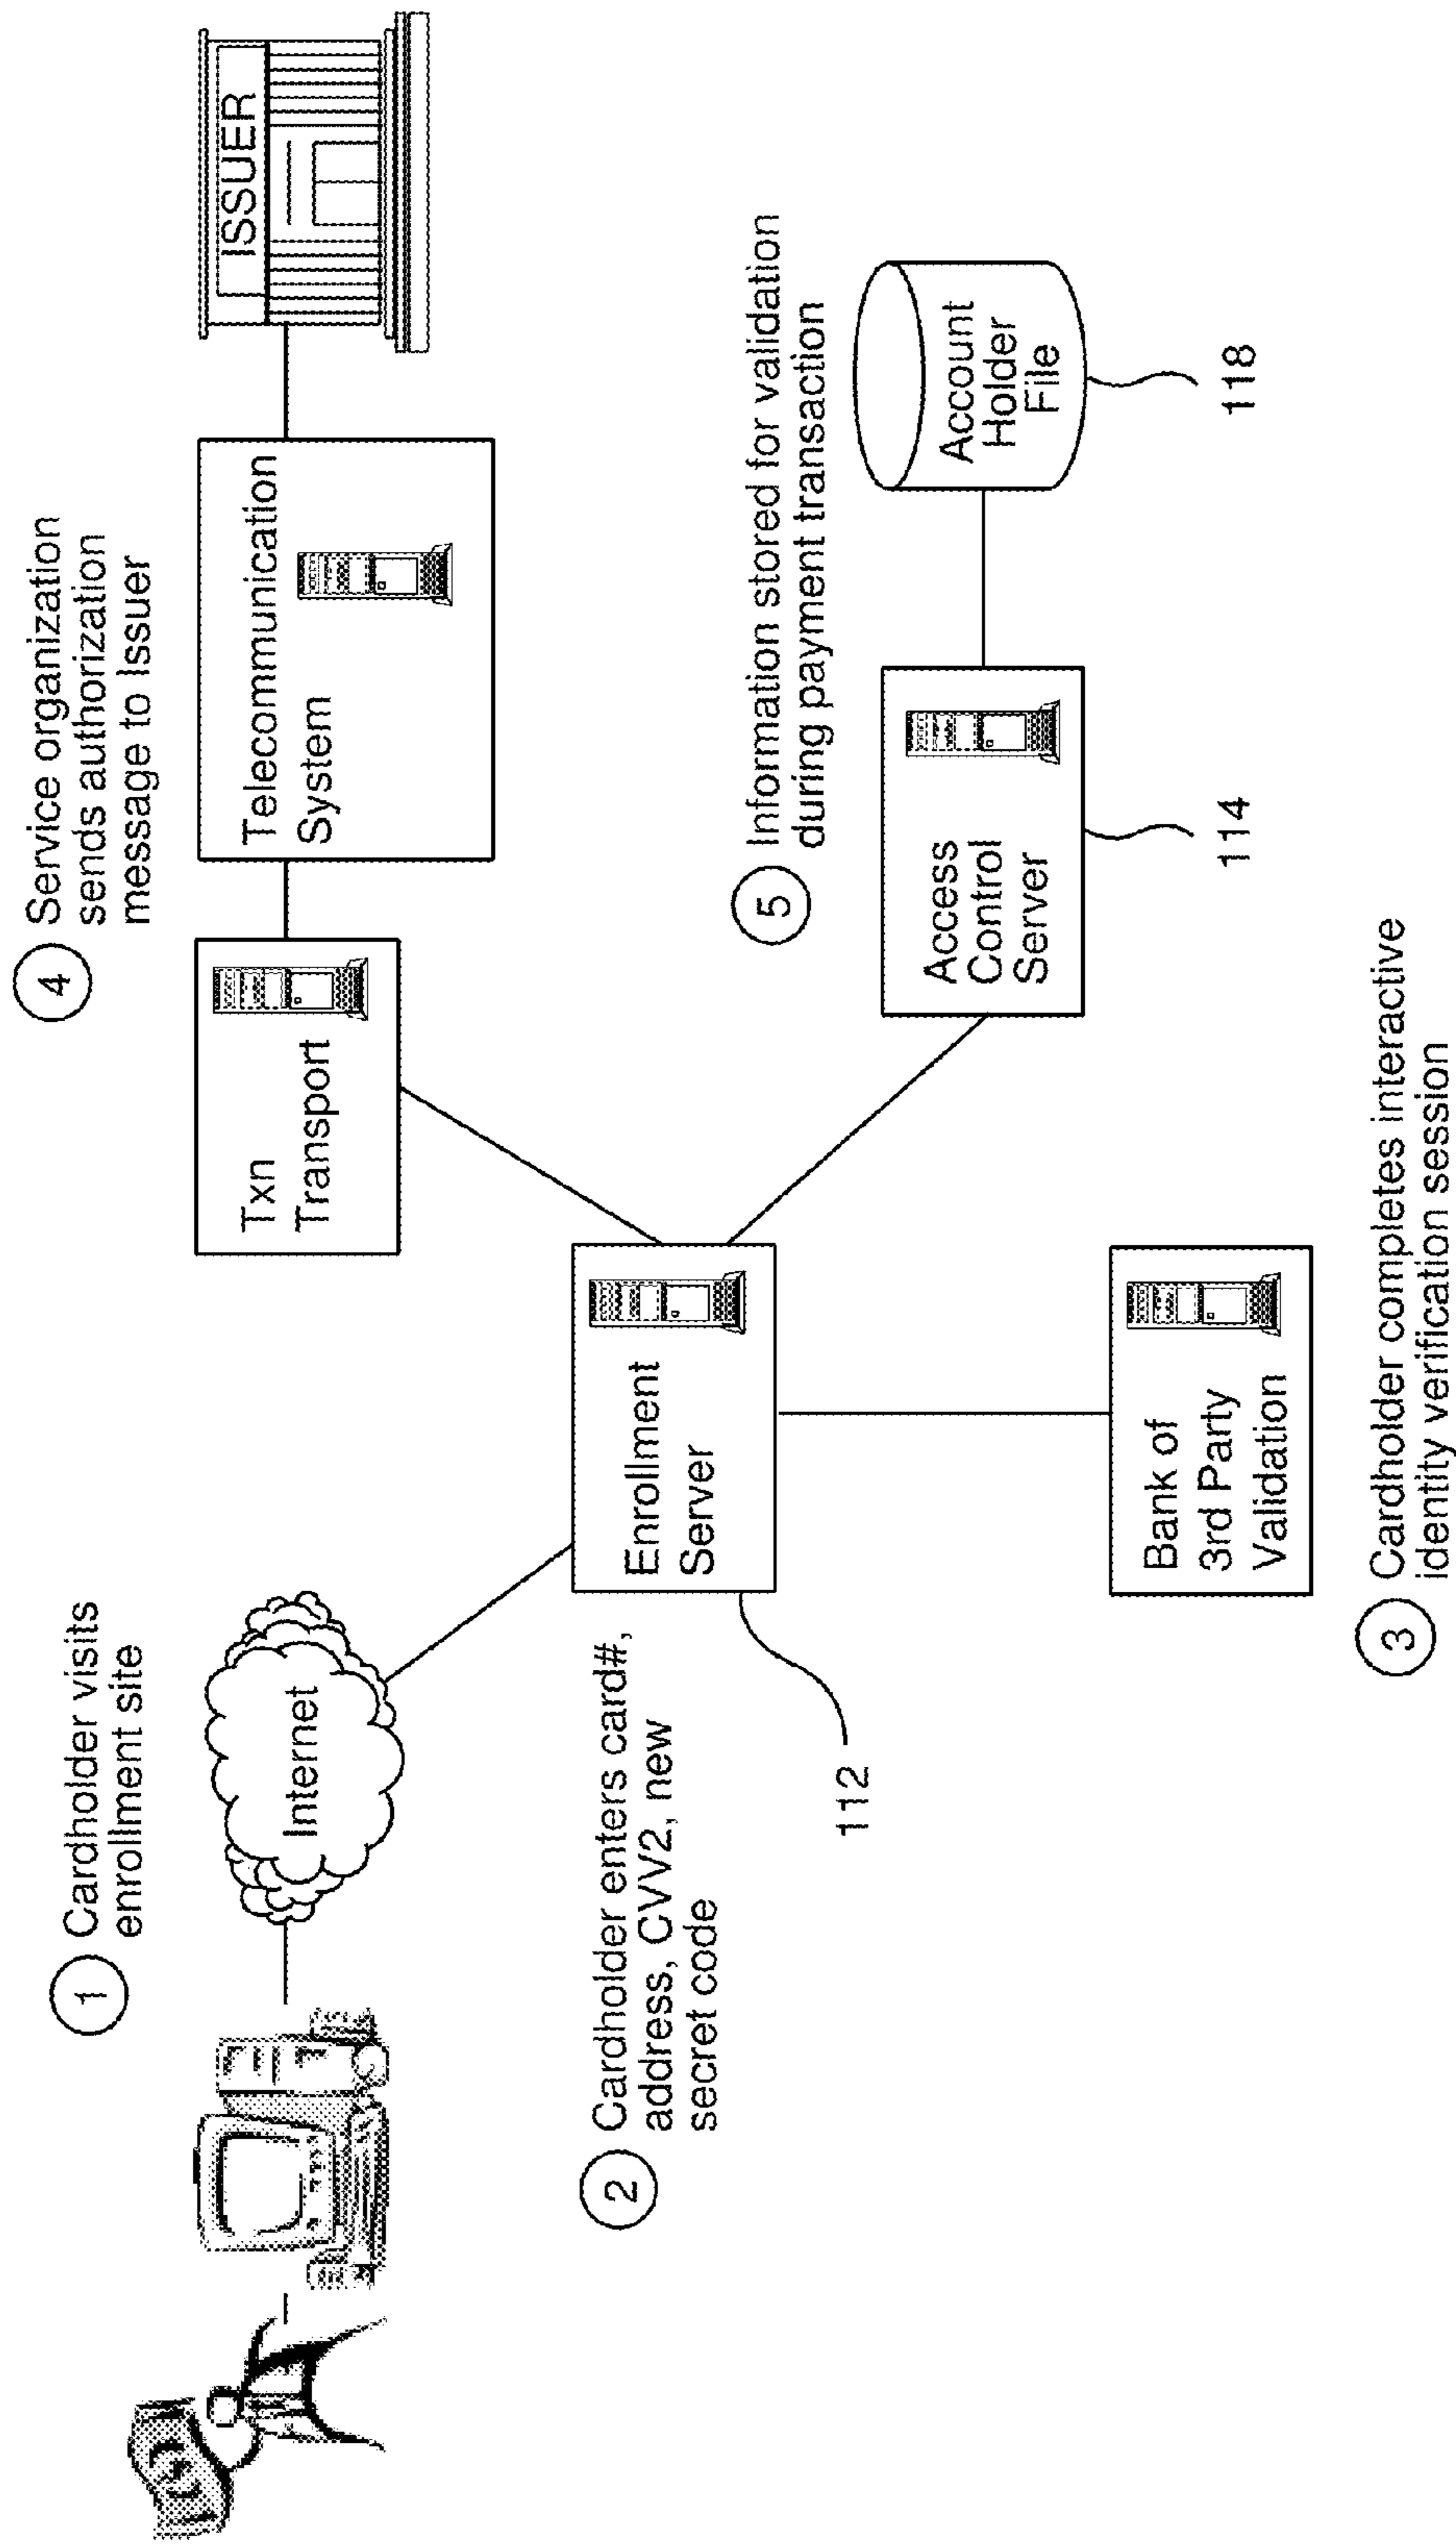 1
Cardholder visits
enrollment site
Internet
2
Cardholder enters card#,
address, CVV2, new
secret code
112
Enrollment
Server
Bank of
3rd Party
Validation
3
Cardholder completes interactive
identity verification session
4
Service organization
sends authorization
message to Issuer
Txn
Transport
Telecommunication
System
ISSUER
5
Information stored for validation
during payment transaction
Access
Control
Server
114
Account
Holder
File
118